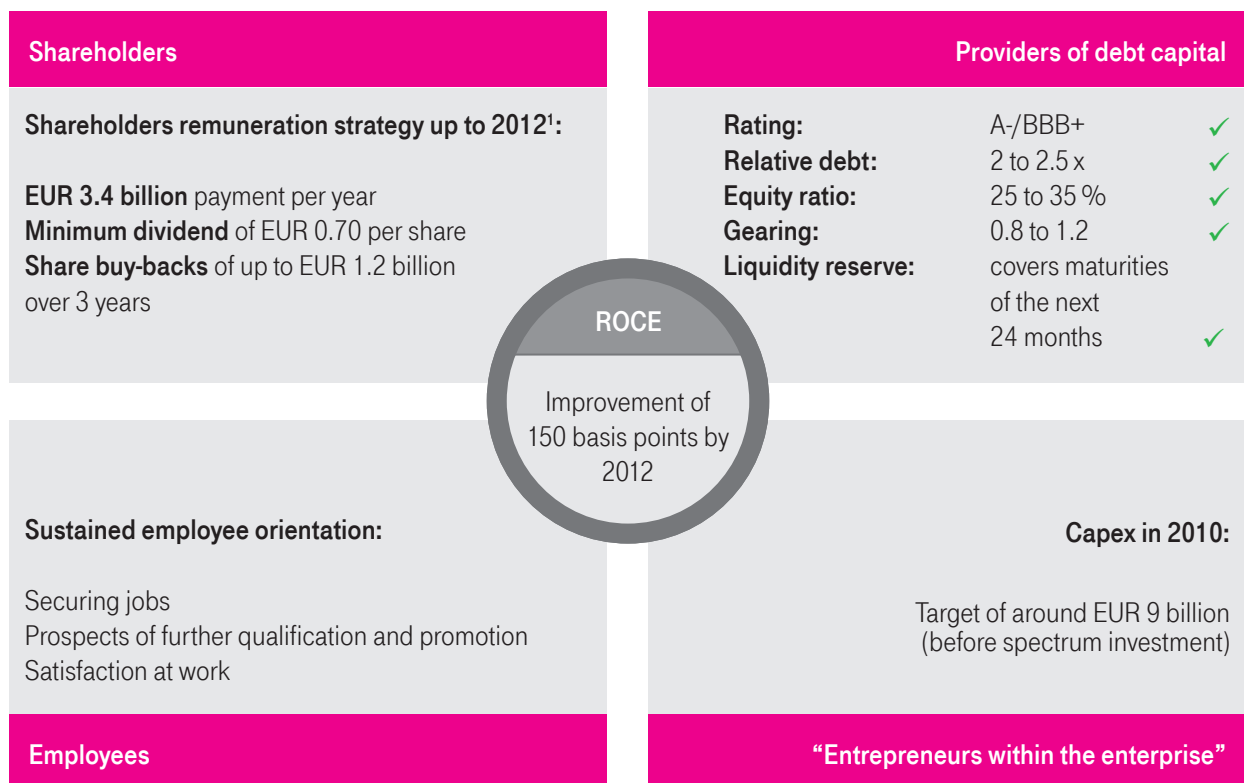 Shareholders
Shareholders remuneration strategy up to 2012¹:
EUR 3.4 billion payment per year
Minimum dividend of EUR 0.70 per share
Share buy-backs of up to EUR 1.2 billion
over 3 years
Providers of debt capital
Rating: A-/BBB+ ✓
Relative debt: 2 to 2.5 x ✓
Equity ratio: 25 to 35 % ✓
Gearing: 0.8 to 1.2 ✓
Liquidity reserve: covers maturities
of the next
24 months ✓
ROCE
Improvement of
150 basis points by
2012
Sustained employee orientation:
Securing jobs
Prospects of further qualification and promotion
Satisfaction at work
Employees
Capex in 2010:
Target of around EUR 9 billion
(before spectrum investment)
“Entrepreneurs within the enterprise”